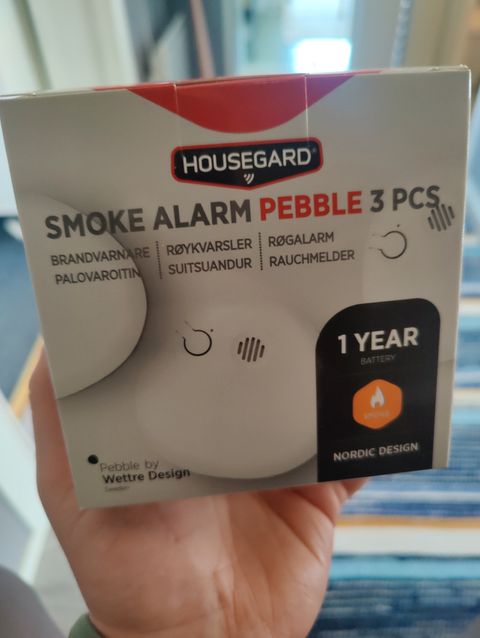 HOUSEGARD®
SMOKE ALARM PEBBLE 3 PCS
BRANDVARNARE
PALOVAROITIN
RØYKVARSLER
SUITSUANDUR
RØGALARM
RAUCHMELDER
1 YEAR
BATTERY
SMOKE
NORDIC DESIGN
Pebble by
Wettre Design
Sweden